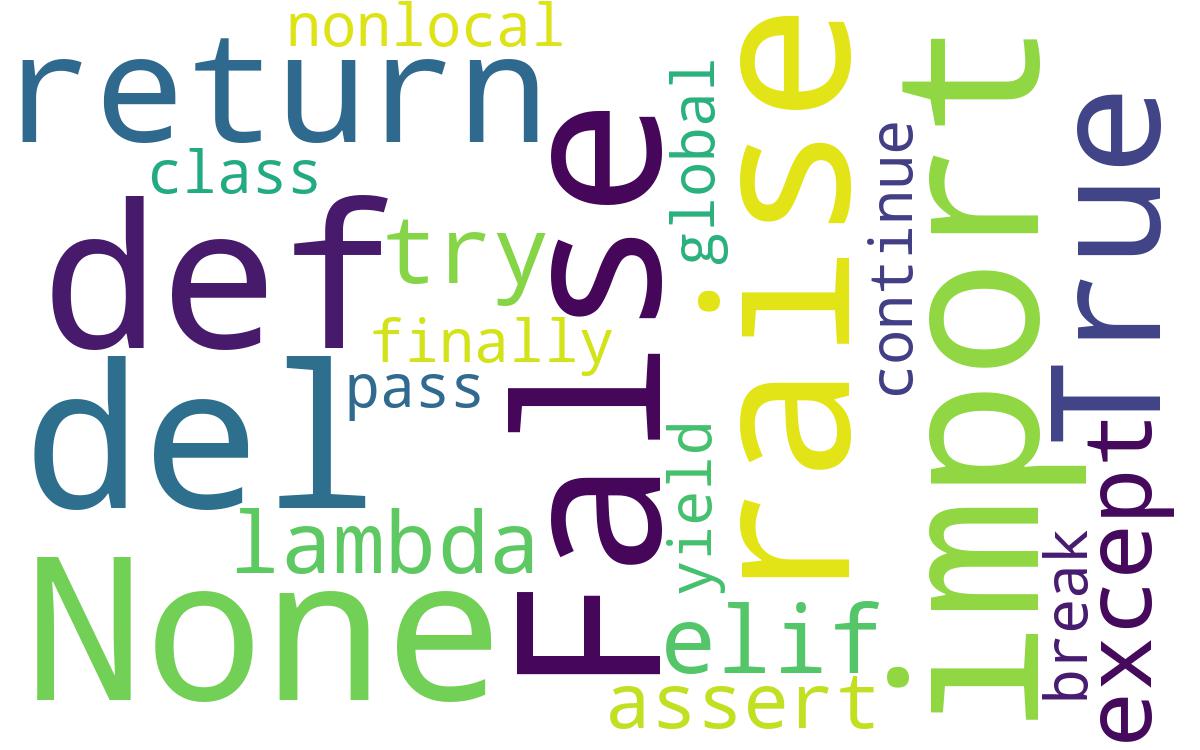 nonlocal
return
class
def
try
finally
del
pass
lambda
None
False
global
yield
raise
elif
assert
continue
import
True
break
except